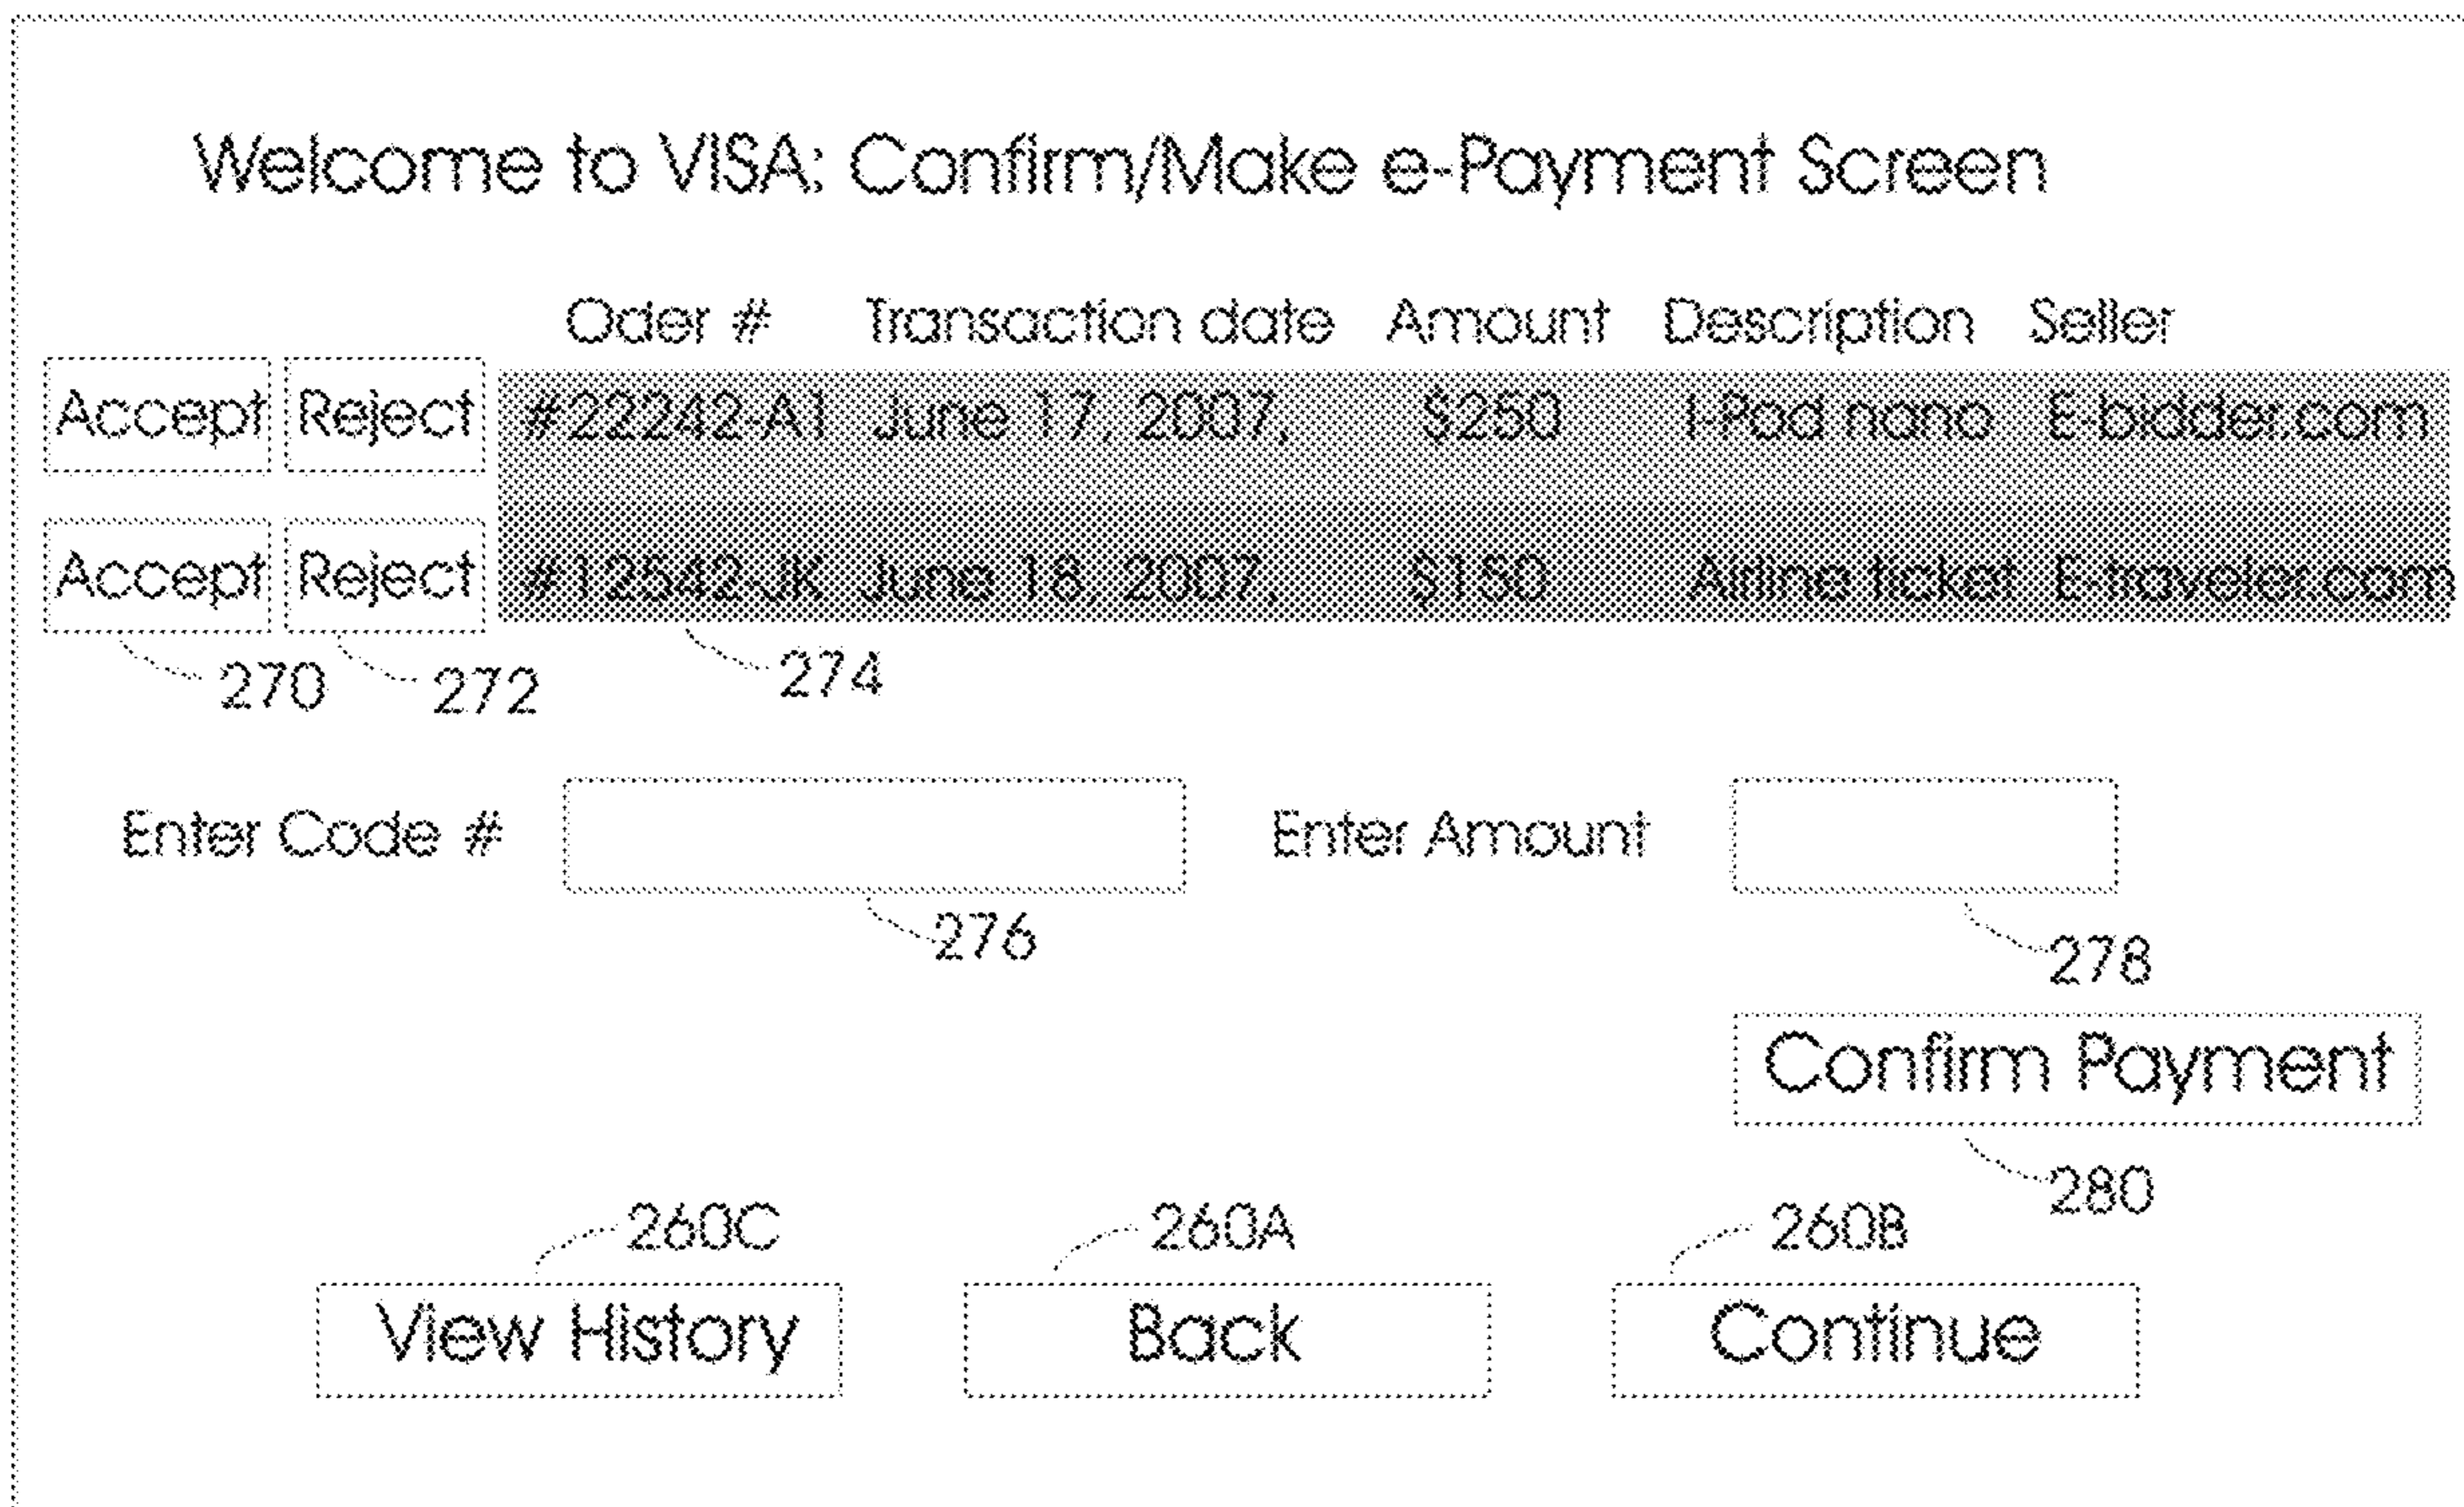 Welcome to VISA: Confirm/Make e-Payment Screen
Oder # Transaction date Amount Description Seller
Accept Reject #22242-A1 June 17, 2007, $250 I-Pod nano E-bidder.com
Accept Reject #12542-JK June 18, 2007, $150 Airline ticket E-traveler.com
270 272 274
Enter Code # Enter Amount
276 278
Confirm Payment
280
260C 260A 260B
View History Back Continue